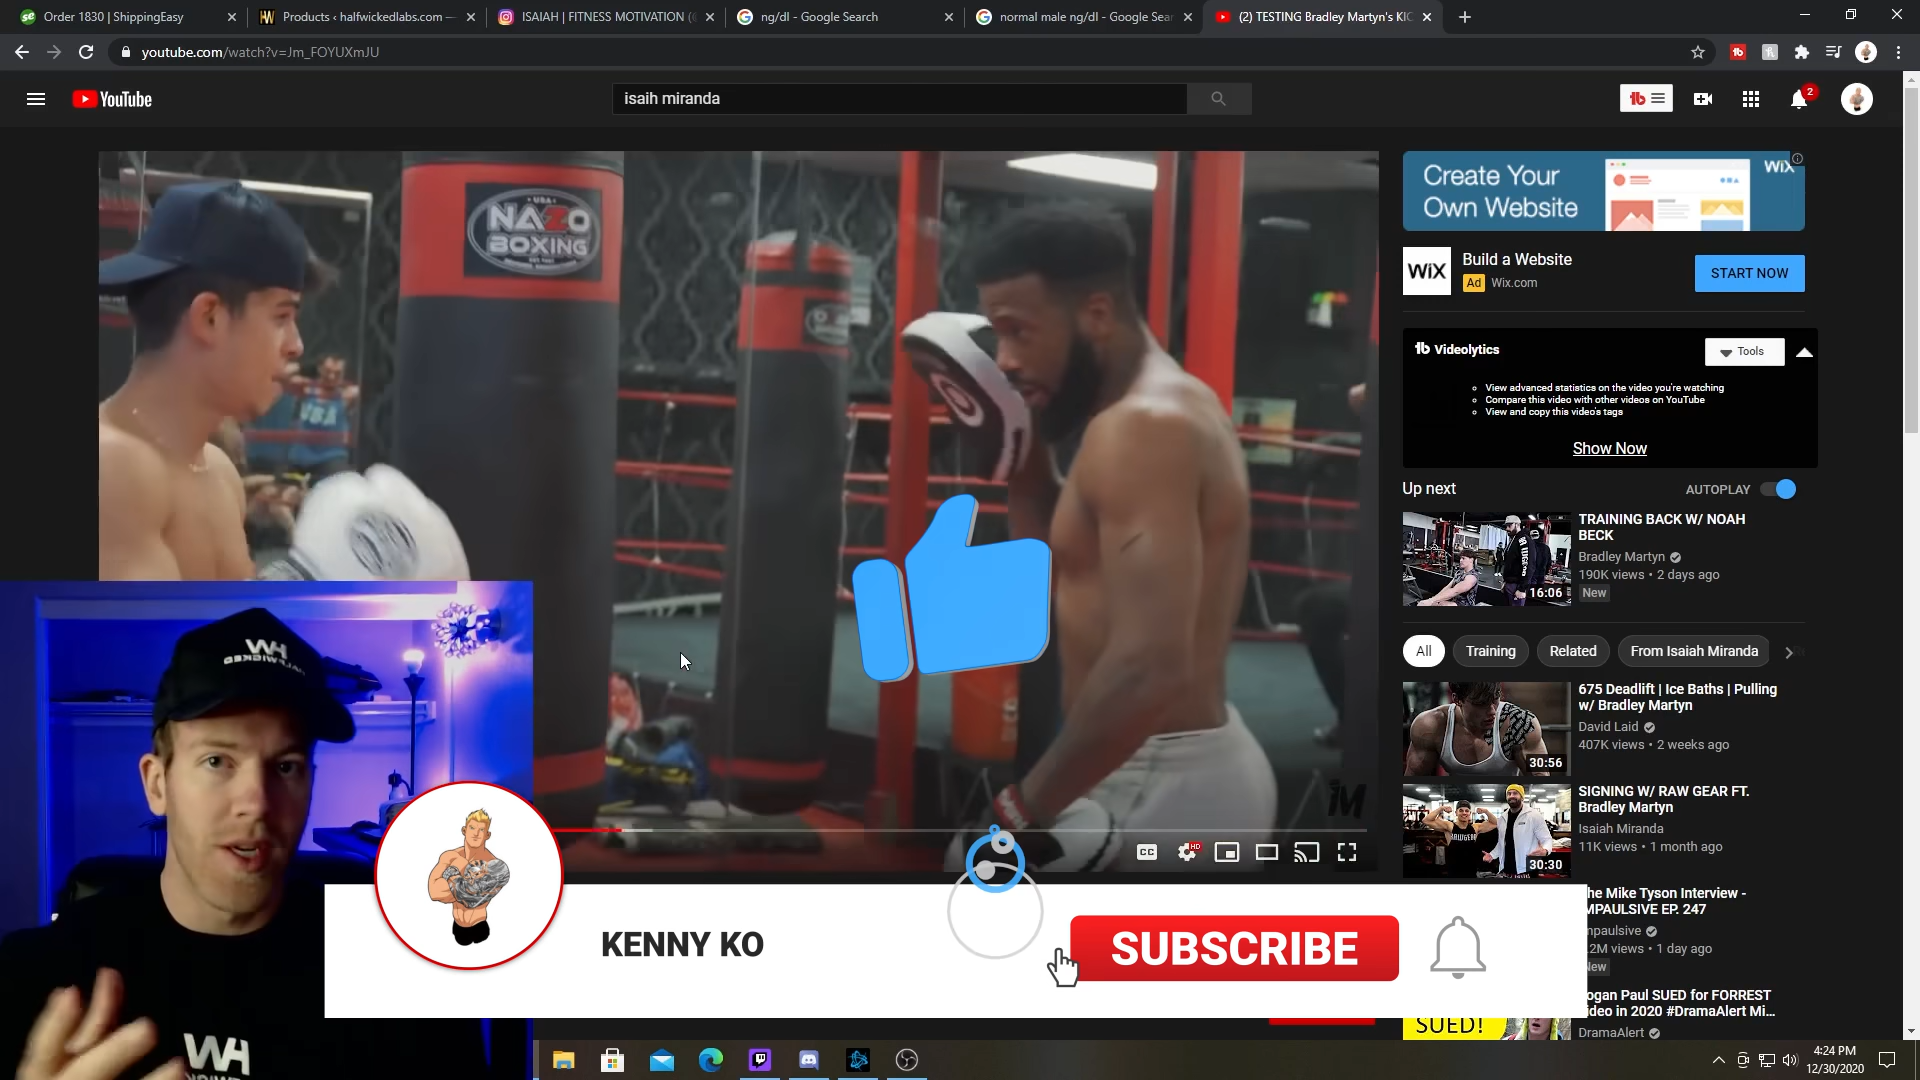 Order 1830 | ShippingEasy
Products ‹ halfwickedlabs.com —
ISAIAH | FITNESS MOTIVATION (@
ng/dl - Google Search
normal male ng/dl - Google Sear
(2) TESTING Bradley Martyn's KIC
youtube.com/watch?v=Jm_FOYUXmJU
YouTube
isaih miranda
2
USA
NAZO
BOXING
USA
Create Your
Own Website
WiX
WiX
Build a Website
Ad Wix.com
START NOW
Videolytics
Tools
View advanced statistics on the video you're watching
Compare this video with other videos on YouTube
View and copy this video's tags
Show Now
Up next
AUTOPLAY
TRAINING BACK W/ NOAH
BECK
Bradley Martyn
190K views • 2 days ago
New
16:06
All
Training
Related
From Isaiah Miranda
675 Deadlift | Ice Baths | Pulling
w/ Bradley Martyn
David Laid
407K views • 2 weeks ago
30:56
SIGNING W/ RAW GEAR FT.
Bradley Martyn
Isaiah Miranda
11K views • 1 month ago
30:30
he Mike Tyson Interview -
MPAULSIVE EP. 247
mpaulsive
.2M views • 1 day ago
New
ogan Paul SUED for FORREST
ideo in 2020 #DramaAlert Mi...
DramaAlert
SUED!
iM
CC
HD
HALFWICKED
KENNY KO
SUBSCRIBE
4:24 PM
12/30/2020